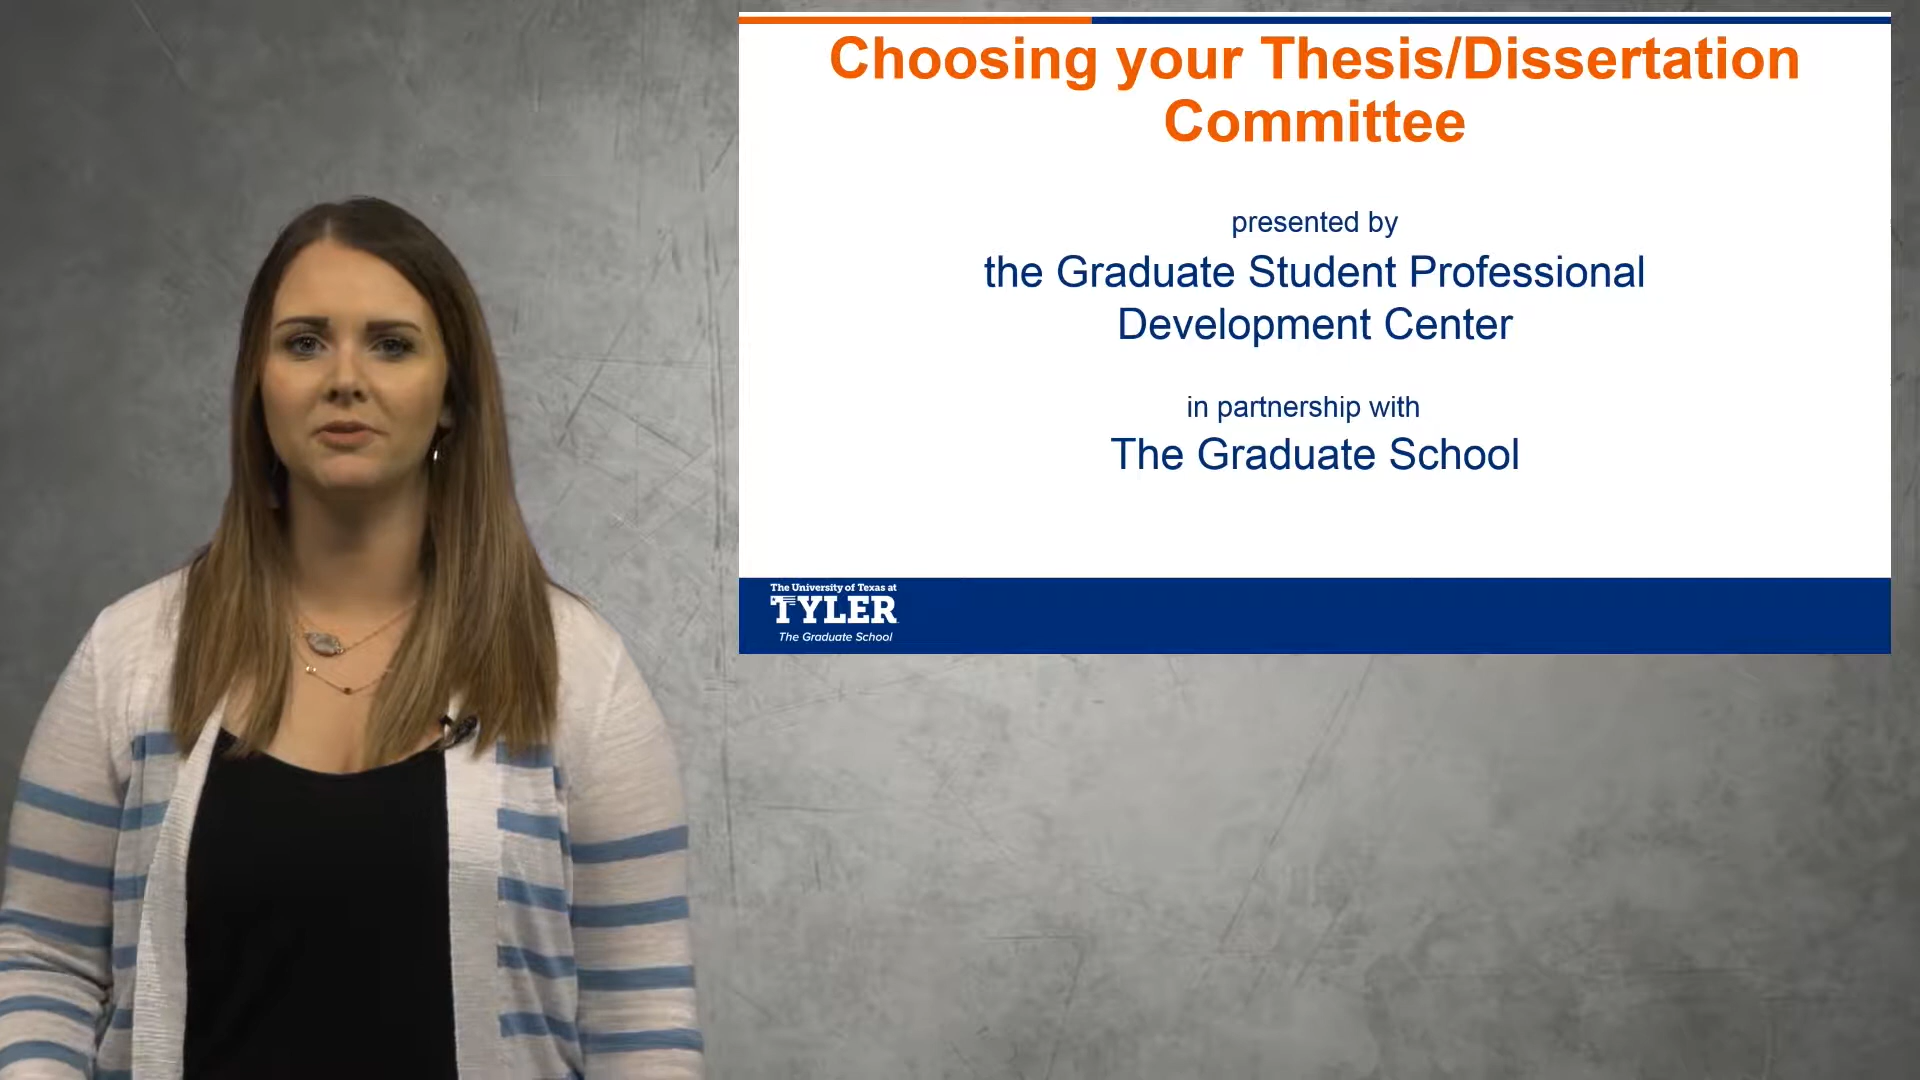 Choosing your Thesis/Dissertation
Committee
presented by
the Graduate Student Professional
Development Center
in partnership with
The Graduate School
The University of Texas at
TYLER
The Graduate School